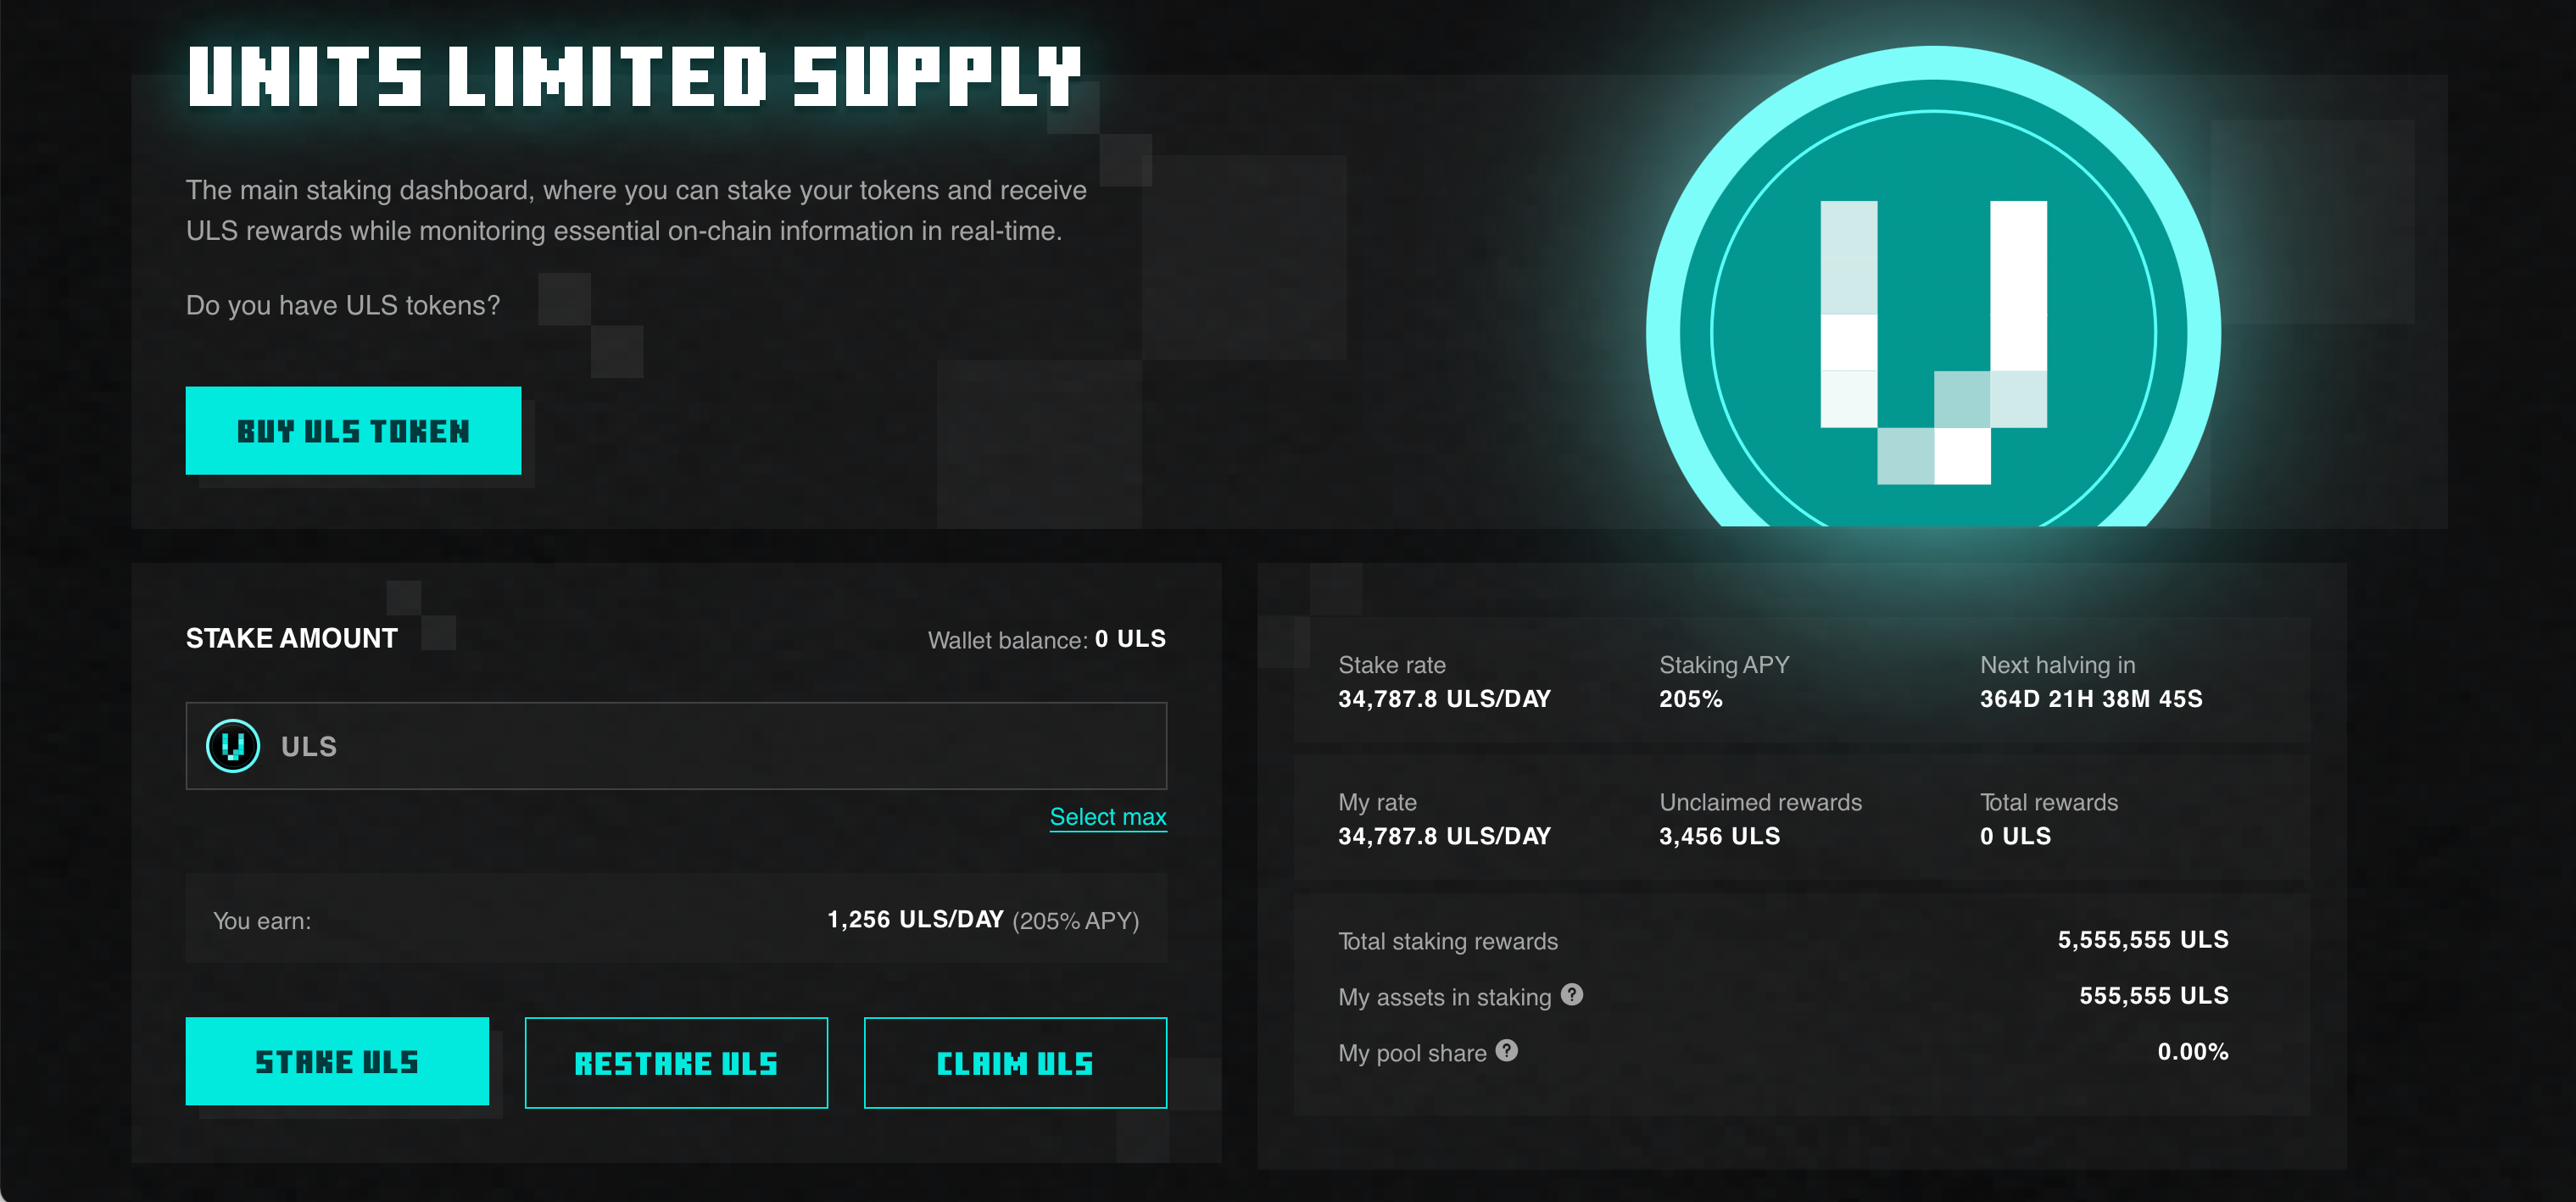 UNITS LIMITED SUPPLY
The main staking dashboard, where you can stake your tokens and receive
ULS rewards while monitoring essential on-chain information in real-time.
Do you have ULS tokens?
BUY ULS TOKEN
STAKE AMOUNT
Wallet balance: 0 ULS
ULS
Select max
You earn: 1,256 ULS/DAY (205% APY)
STAKE ULS
RESTAKE ULS
CLAIM ULS
Stake rate
34,787.8 ULS/DAY
Staking APY
205%
Next halving in
364D 21H 38M 45S
My rate
34,787.8 ULS/DAY
Unclaimed rewards
3,456 ULS
Total rewards
0 ULS
Total staking rewards 5,555,555 ULS
My assets in staking ? 555,555 ULS
My pool share ? 0.00%